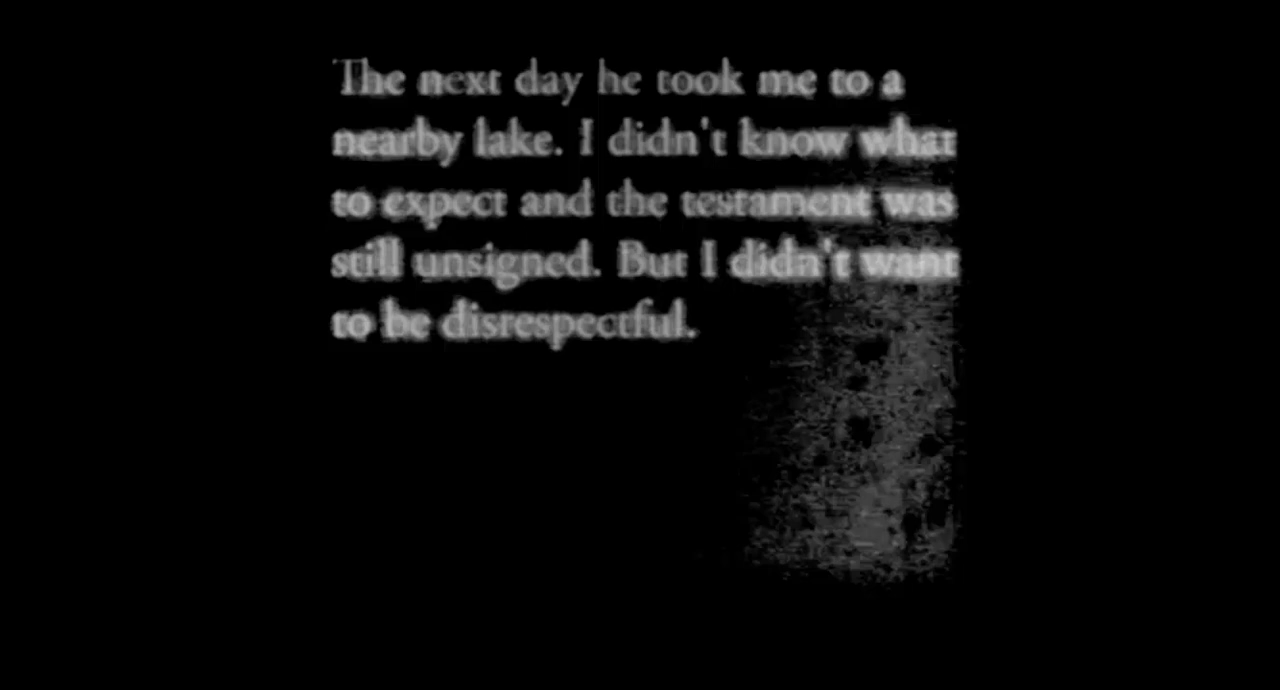 The next day he took me to a
nearby lake. I didn't know what
to expect and the testament was
still unsigned. But I didn't want
to be disrespectful.